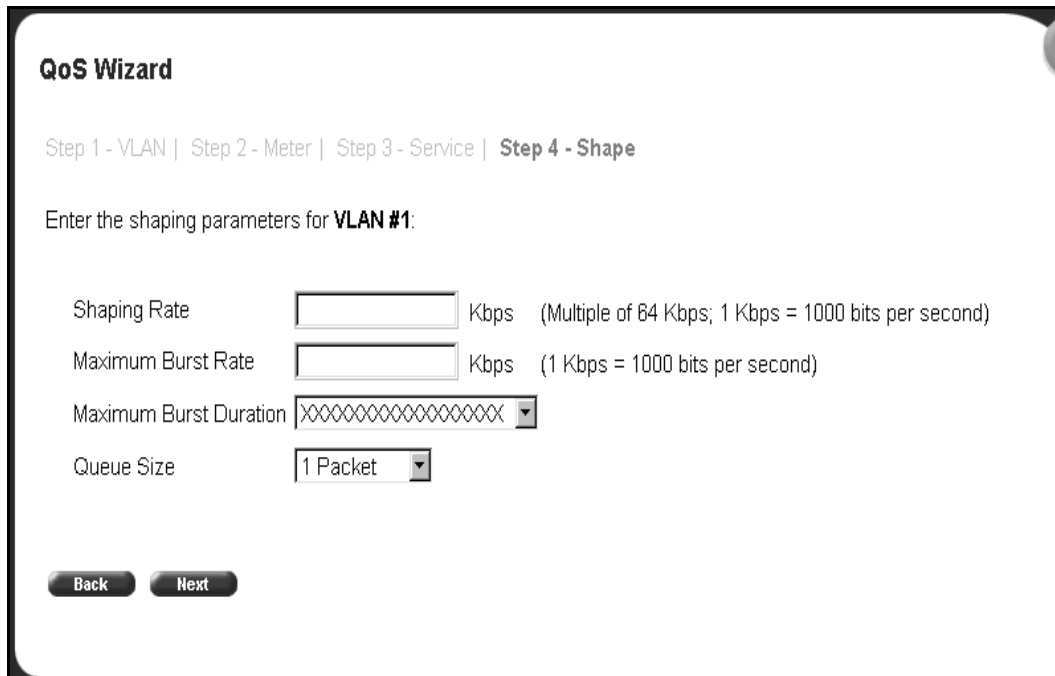 QoS Wizard
Step 1 - VLAN | Step 2 - Meter | Step 3 - Service | Step 4 - Shape
Enter the shaping parameters for VLAN #1:
Shaping Rate Kbps (Multiple of 64 Kbps; 1 Kbps = 1000 bits per second)
Maximum Burst Rate Kbps (1 Kbps = 1000 bits per second)
Maximum Burst Duration XXXXXXXXXXXXXXXXX
Queue Size 1 Packet
Back Next